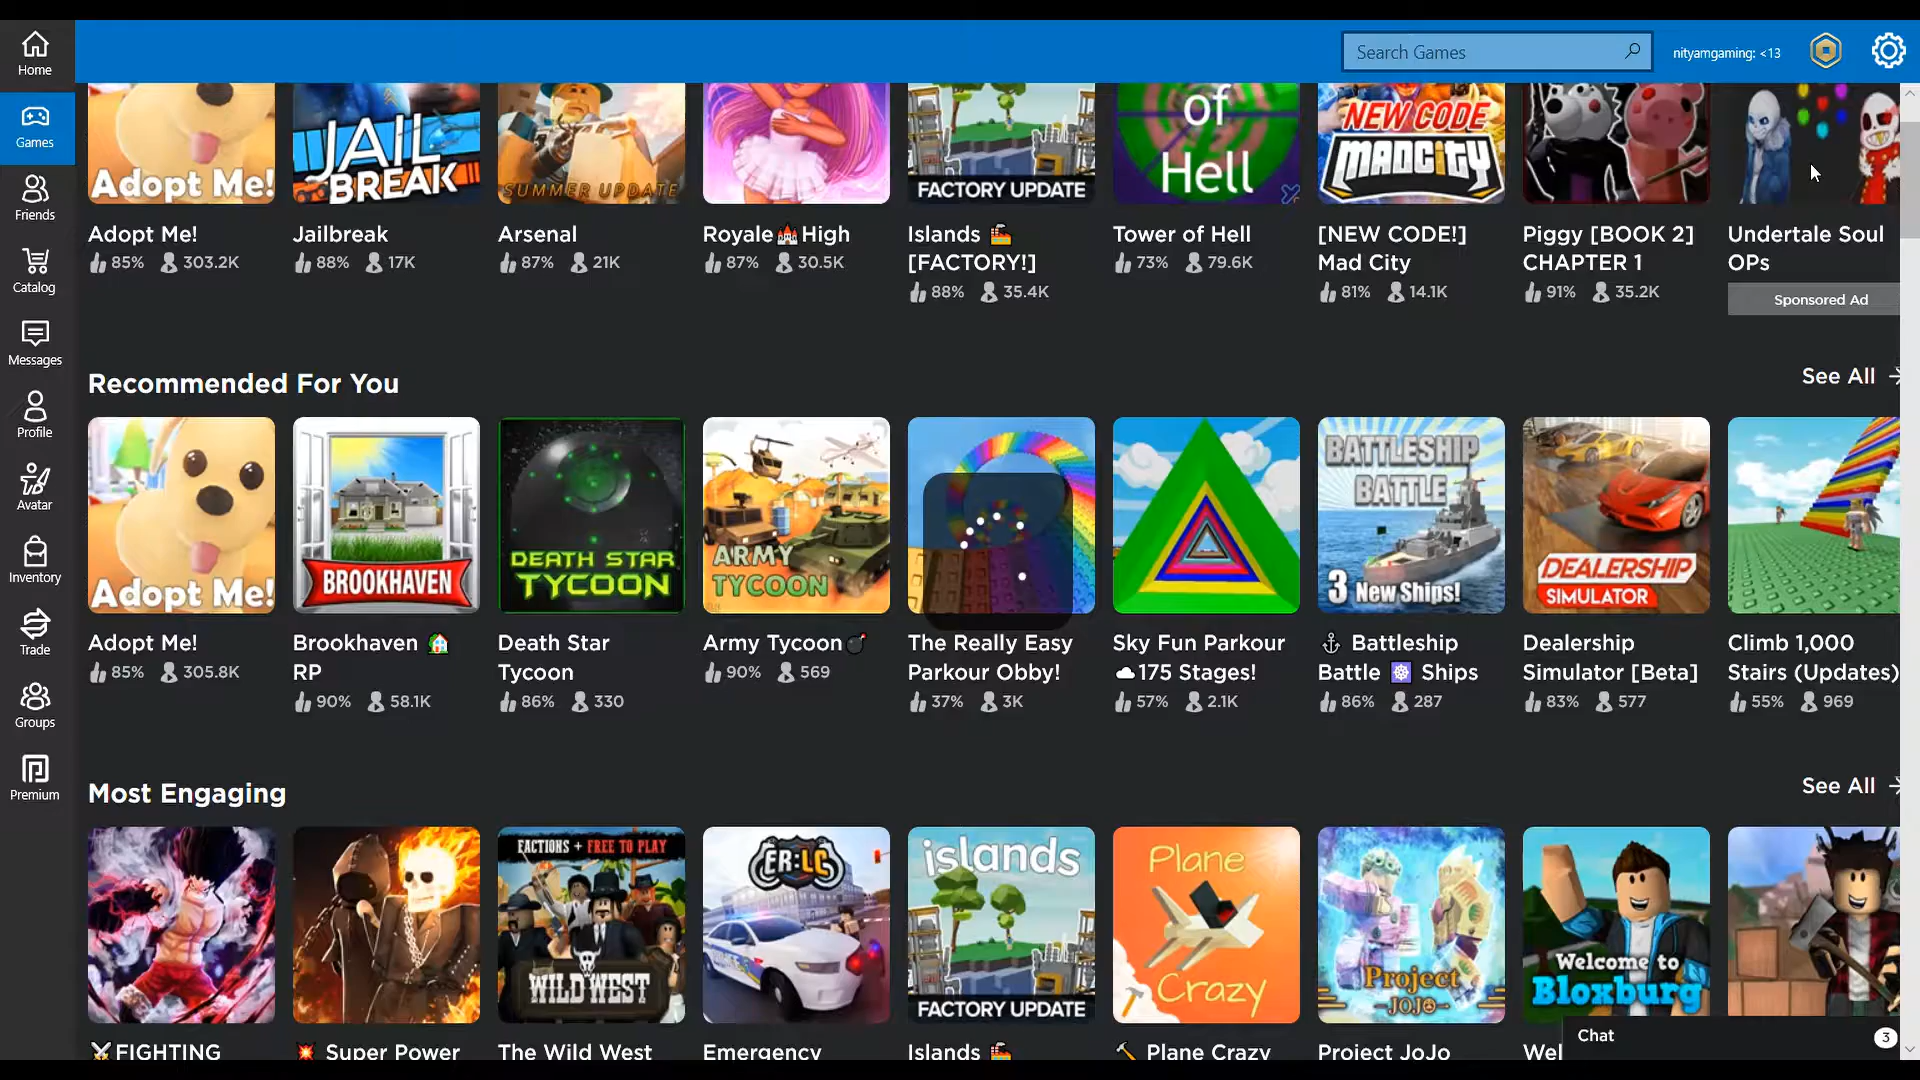 Home
Search Games
nityamgaming: <13
Games
Friends
Catalog
Messages
Profile
Avatar
Inventory
Trade
Groups
Premium
Adopt Me!
JAIL
BREAK
SUMMER UPDATE
FACTORY UPDATE
of
Hell
NEW CODE
MAD CITY
Adopt Me!
85% 303.2K
Jailbreak
88% 17K
Arsenal
87% 21K
Royale🏰High
87% 30.5K
Islands 🏭
[FACTORY!]
88% 35.4K
Tower of Hell
73% 79.6K
[NEW CODE!]
Mad City
81% 14.1K
Piggy [BOOK 2]
CHAPTER 1
91% 35.2K
Undertale Soul
OPs
Sponsored Ad
Recommended For You
See All
Adopt Me!
BROOKHAVEN
DEATH STAR
TYCOON
ARMY
TYCOON
BATTLESHIP
BATTLE
3 New Ships!
DEALERSHIP
SIMULATOR
Adopt Me!
85% 305.8K
Brookhaven 🏡
RP
90% 58.1K
Death Star
Tycoon
86% 330
Army Tycoon💣
90% 569
The Really Easy
Parkour Obby!
37% 3K
Sky Fun Parkour
☁175 Stages!
57% 2.1K
⚓ Battleship
Battle ☸ Ships
86% 287
Dealership
Simulator [Beta]
83% 577
Climb 1,000
Stairs (Updates)
55% 969
Most Engaging
See All
FACTIONS + FREE TO PLAY
WILD WEST
ER:LC
islands
FACTORY UPDATE
Plane
Crazy
Project
JOJO
Welcome to
Bloxburg
⚔FIGHTING
💥 Super Power
The Wild West
Emergency
Islands 🏭
🔨 Plane Crazy
Project JoJo
Wel
Chat
3